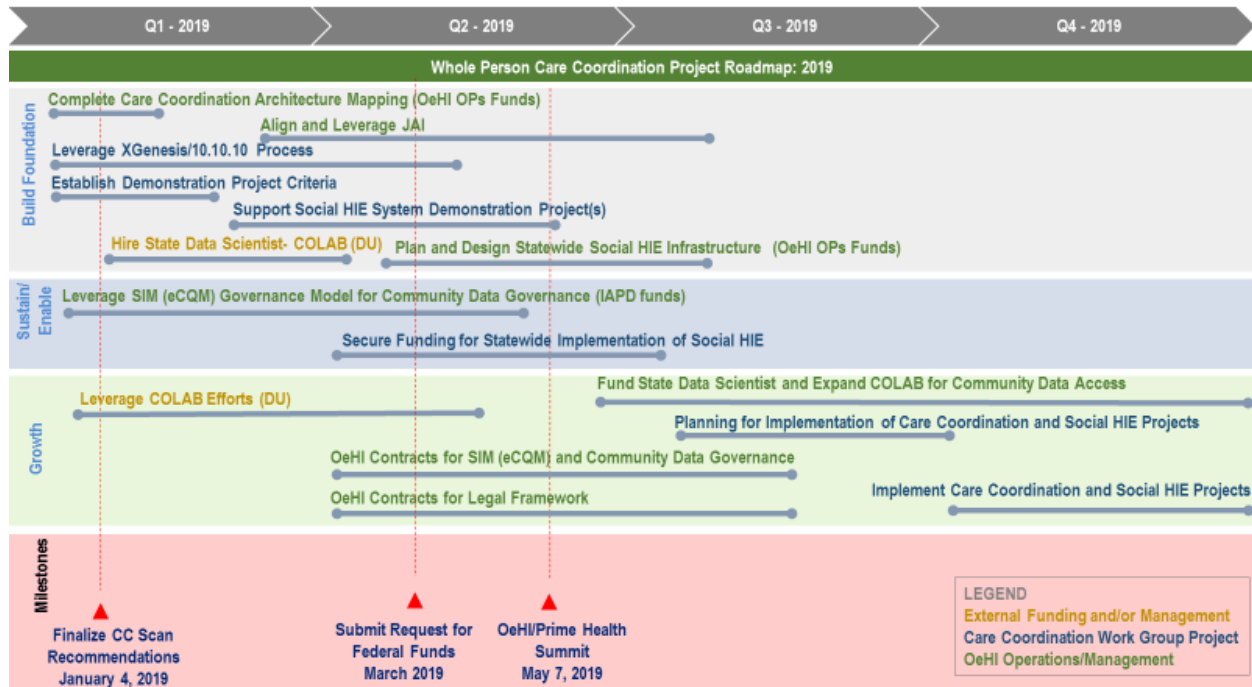 Q1 - 2019
Q2 - 2019
Q3 - 2019
Q4 - 2019
Whole Person Care Coordination Project Roadmap: 2019
Build Foundation
Complete Care Coordination Architecture Mapping (OeHI OPs Funds)
Align and Leverage JAI
Leverage XGenesis/10.10.10 Process
Establish Demonstration Project Criteria
Support Social HIE System Demonstration Project(s)
Hire State Data Scientist- COLAB (DU)
Plan and Design Statewide Social HIE Infrastructure (OeHI OPs Funds)
Sustain/
Enable
Leverage SIM (eCQM) Governance Model for Community Data Governance (IAPD funds)
Secure Funding for Statewide Implementation of Social HIE
Growth
Fund State Data Scientist and Expand COLAB for Community Data Access
Leverage COLAB Efforts (DU)
Planning for Implementation of Care Coordination and Social HIE Projects
OeHI Contracts for SIM (eCQM) and Community Data Governance
Implement Care Coordination and Social HIE Projects
OeHI Contracts for Legal Framework
Milestones
Finalize CC Scan
Recommendations
January 4, 2019
Submit Request for
Federal Funds
March 2019
OeHI/Prime Health
Summit
May 7, 2019
LEGEND
External Funding and/or Management
Care Coordination Work Group Project
OeHI Operations/Management